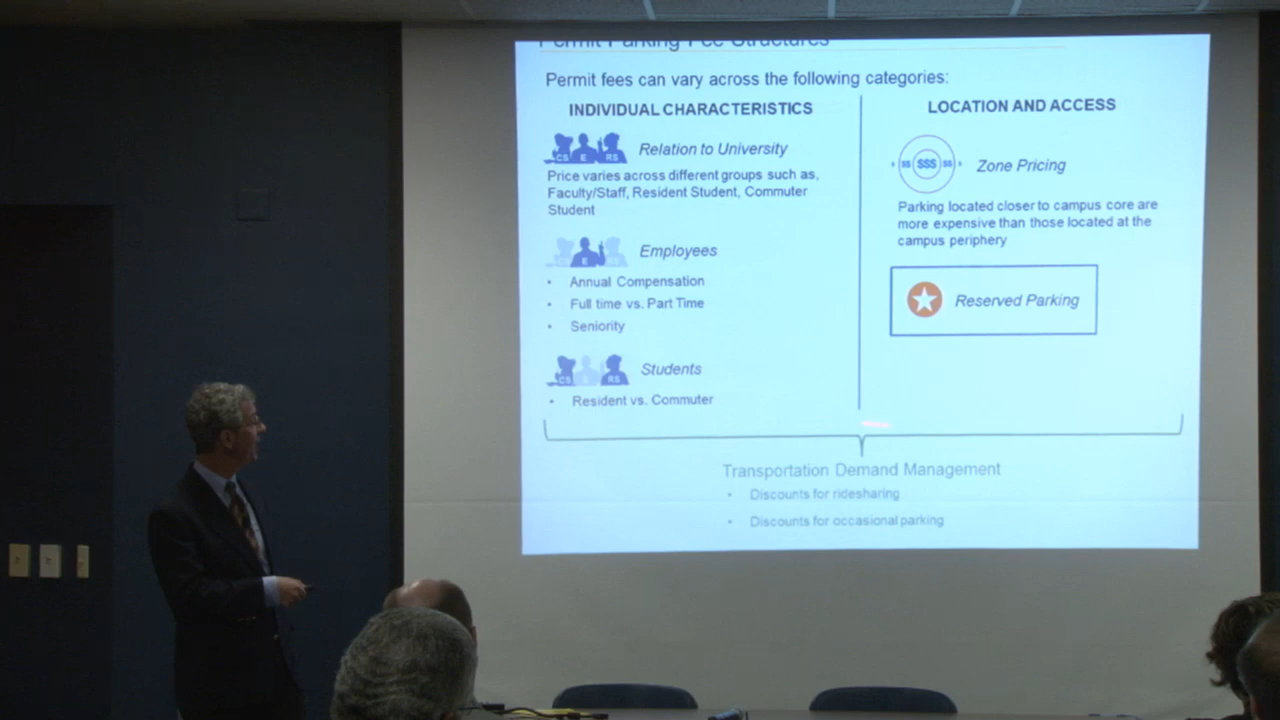 Permit Parking Fee Structures
Permit fees can vary across the following categories:
INDIVIDUAL CHARACTERISTICS
CS E RS
Relation to University
Price varies across different groups such as,
Faculty/Staff, Resident Student, Commuter
Student
E
Employees
• Annual Compensation
• Full time vs. Part Time
• Seniority
CS RS
Students
• Resident vs. Commuter
LOCATION AND ACCESS
$ $$ $$$ $$ $
Zone Pricing
Parking located closer to campus core are
more expensive than those located at the
campus periphery
Reserved Parking
Transportation Demand Management
• Discounts for ridesharing
• Discounts for occasional parking